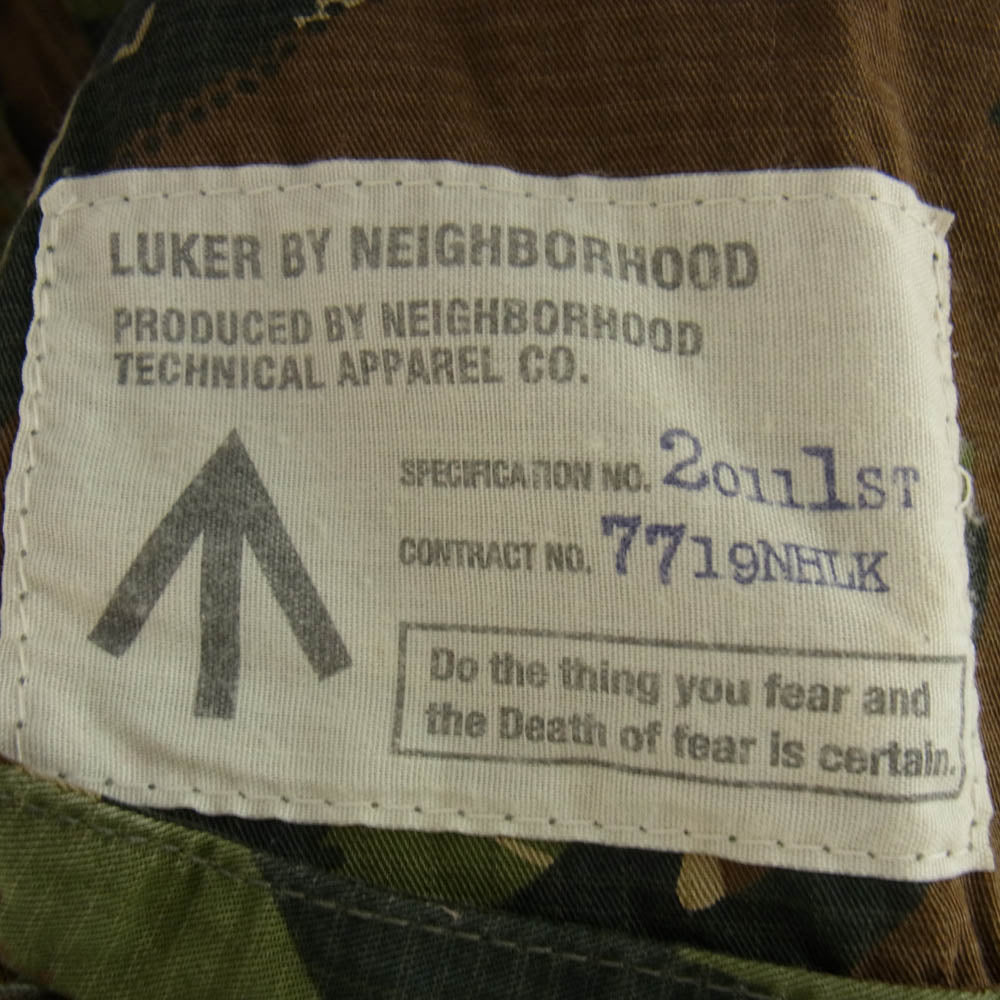 LUKER BY NEIGHBORHOOD
PRODUCED BY NEIGHBORHOOD
TECHNICAL APPAREL CO.
SPECIFICATION NO. 20111ST
CONTRACT NO. 7719NHLK
Do the thing you fear and
the Death of fear is certain.